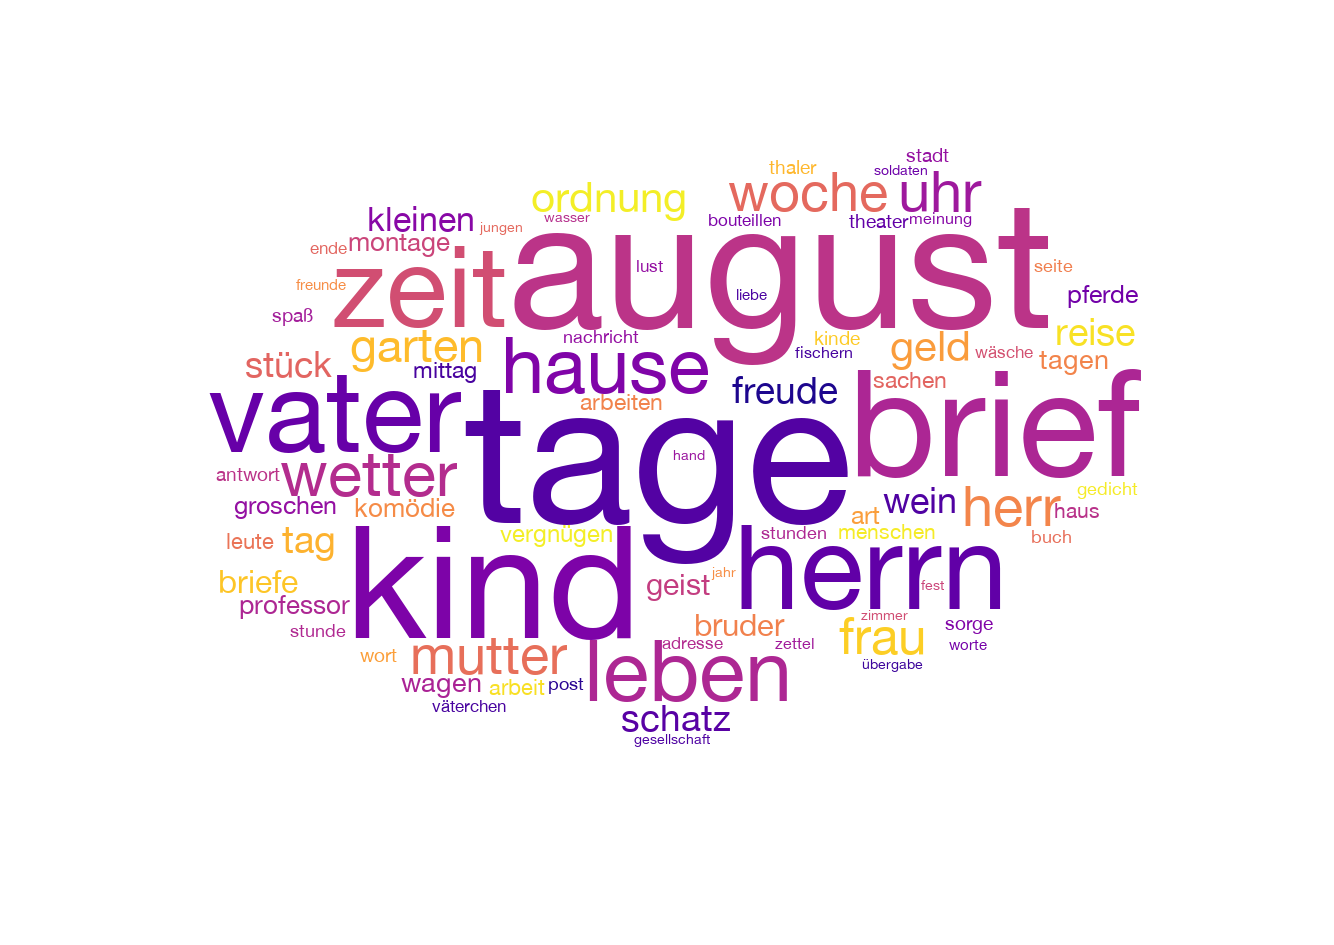 stadt
thaler
soldaten
ordnung
woche
uhr
kleinen
jungen
wasser
bouteillen
theater
meinung
ende
montage
zeit
august
lust
seite
freunde
liebe
pferde
spaß
garten
nachricht
kinde
reise
stück
mittag
hause
fischern
geld
wäsche
tagen
vater
arbeiten
freude
sachen
brief
antwort
wetter
tage
hand
gedicht
groschen
komödie
wein
herr
haus
art
leute
tag
vergnügen
stunden
menschen
buch
briefe
kind
geist
jahr
herrn
fest
professor
stunde
bruder
zimmer
sorge
wort
mutter
adresse
zettel
frau
worte
wagen
arbeit
post
leben
übergabe
väterchen
schatz
gesellschaft